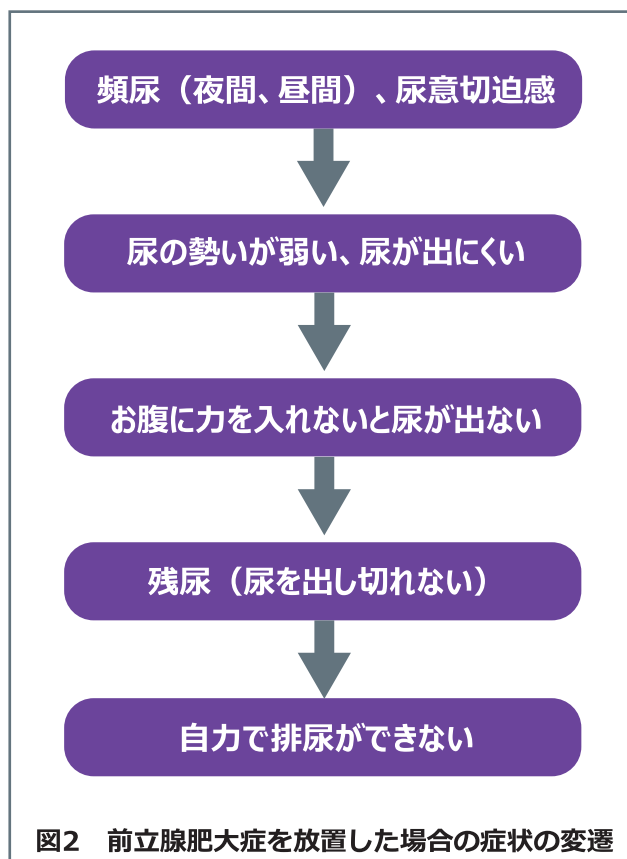 頻尿（夜間、昼間）、尿意切迫感
尿の勢いが弱い、尿が出にくい
お腹に力を入れないと尿が出ない
残尿（尿を出し切れない）
自力で排尿ができない
図2　前立腺肥大症を放置した場合の症状の変遷